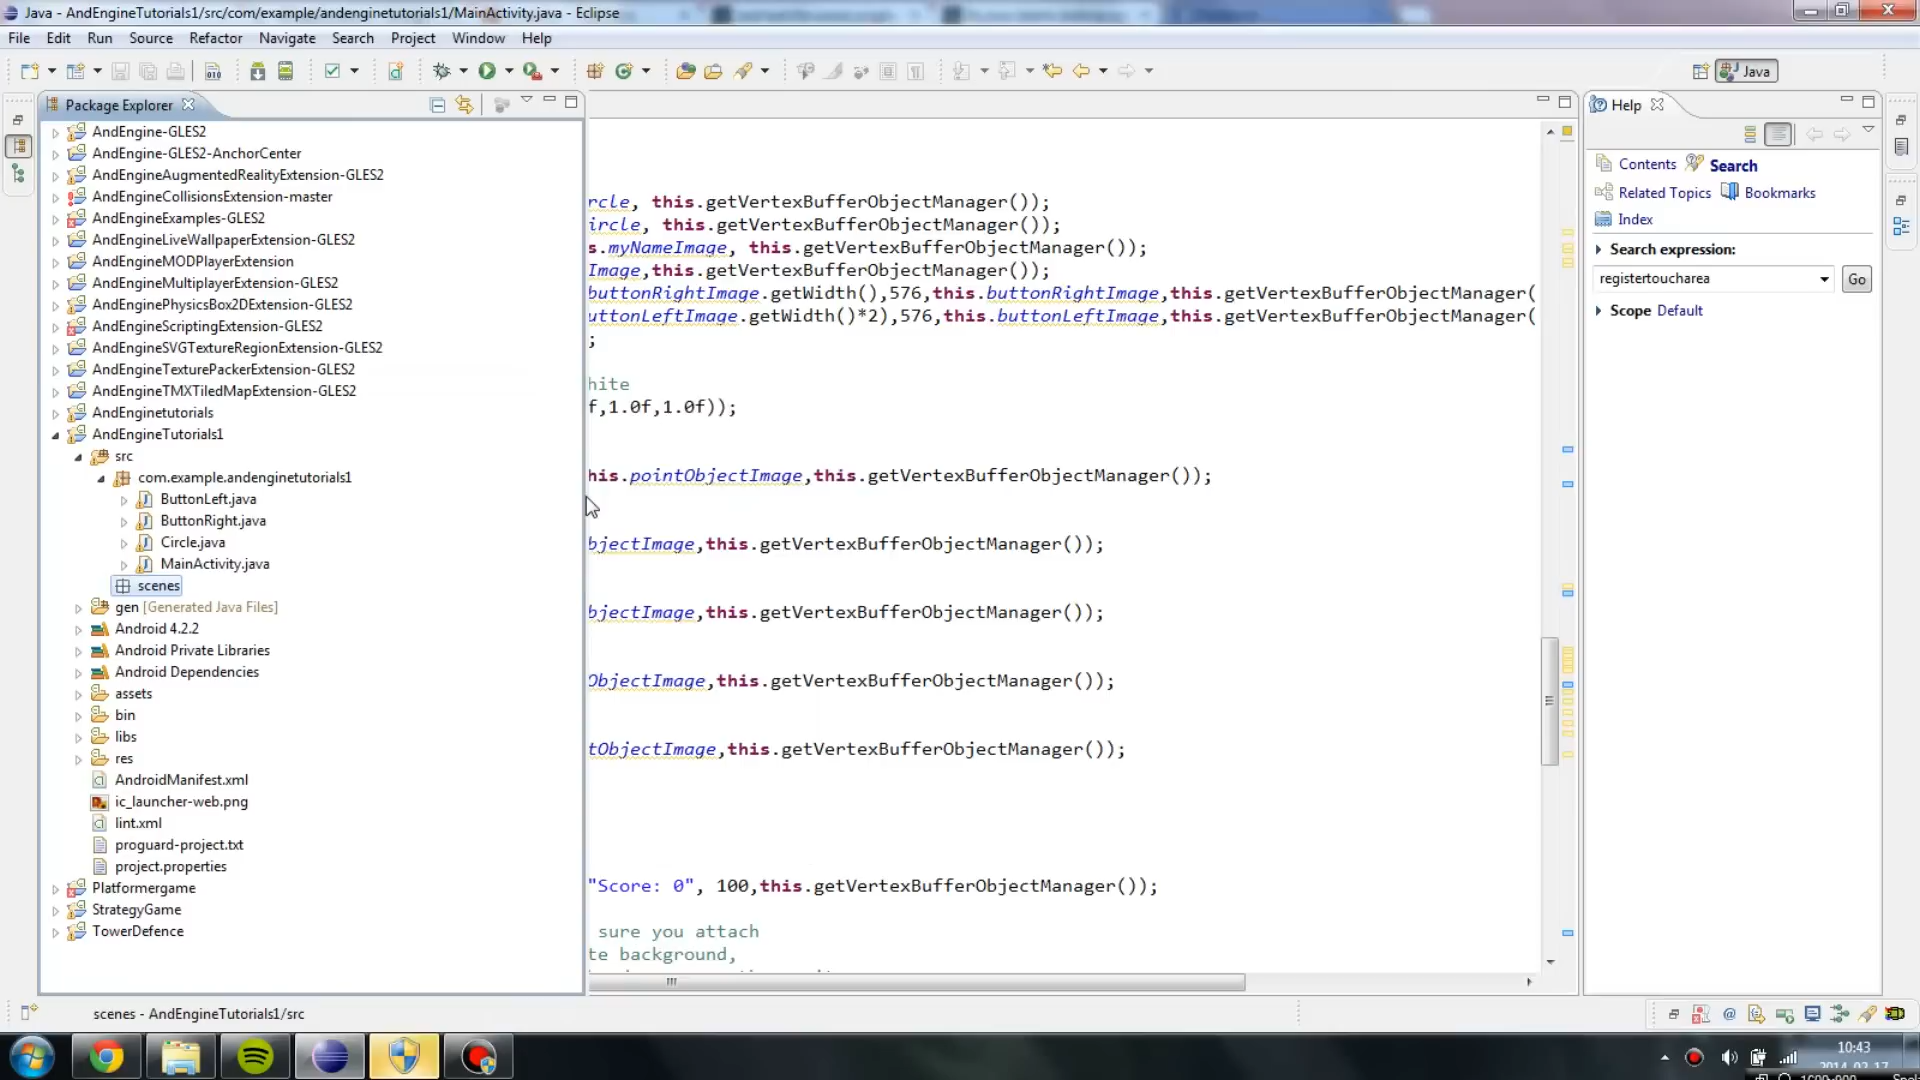 Java - AndEngineTutorials1/src/com/example/andenginetutorials1/MainActivity.java - Eclipse
File Edit Run Source Refactor Navigate Search Project Window Help
Java
Package Explorer
AndEngine-GLES2
AndEngine-GLES2-AnchorCenter
AndEngineAugmentedRealityExtension-GLES2
AndEngineCollisionsExtension-master
AndEngineExamples-GLES2
AndEngineLiveWallpaperExtension-GLES2
AndEngineMODPlayerExtension
AndEngineMultiplayerExtension-GLES2
AndEnginePhysicsBox2DExtension-GLES2
AndEngineScriptingExtension-GLES2
AndEngineSVGTextureRegionExtension-GLES2
AndEngineTexturePackerExtension-GLES2
AndEngineTMXTiledMapExtension-GLES2
AndEnginetutorials
AndEngineTutorials1
src
com.example.andenginetutorials1
ButtonLeft.java
ButtonRight.java
Circle.java
MainActivity.java
scenes
gen [Generated Java Files]
Android 4.2.2
Android Private Libraries
Android Dependencies
assets
bin
libs
res
AndroidManifest.xml
ic_launcher-web.png
lint.xml
proguard-project.txt
project.properties
Platformergame
StrategyGame
TowerDefence
rcle, this.getVertexBufferObjectManager());
ircle, this.getVertexBufferObjectManager());
s.myNameImage, this.getVertexBufferObjectManager());
Image,this.getVertexBufferObjectManager());
buttonRightImage.getWidth(),576,this.buttonRightImage,this.getVertexBufferObjectManager(
uttonLeftImage.getWidth()*2),576,this.buttonLeftImage,this.getVertexBufferObjectManager(
;
hite
f,1.0f,1.0f));
his.pointObjectImage,this.getVertexBufferObjectManager());
bjectImage,this.getVertexBufferObjectManager());
bjectImage,this.getVertexBufferObjectManager());
ObjectImage,this.getVertexBufferObjectManager());
tObjectImage,this.getVertexBufferObjectManager());
"Score: 0", 100,this.getVertexBufferObjectManager());
sure you attach
te background,
Help
Contents Search
Related Topics Bookmarks
Index
Search expression:
registertoucharea Go
Scope Default
scenes - AndEngineTutorials1/src
10:43
2014-02-17